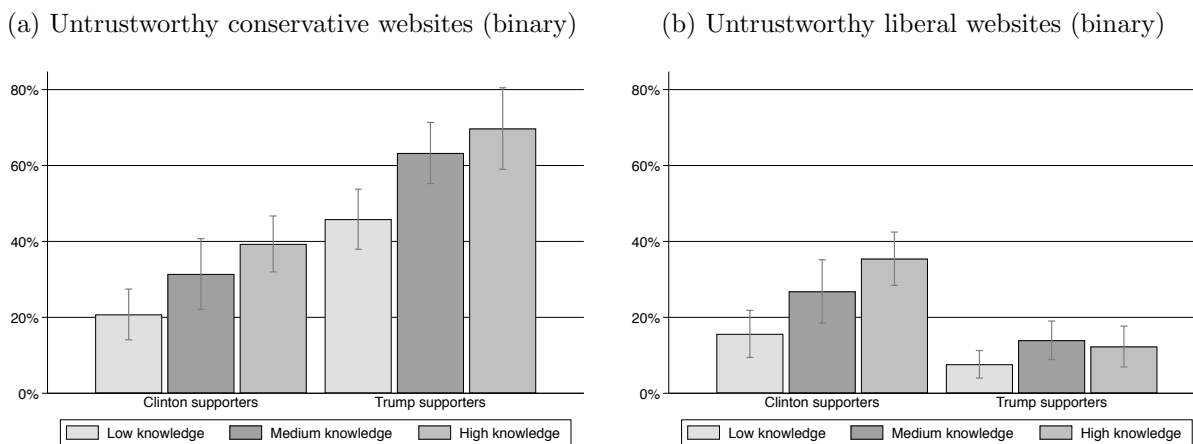 (a) Untrustworthy conservative websites (binary)
80%
60%
40%
20%
0%
Clinton supporters Trump supporters
Low knowledge Medium knowledge High knowledge
(b) Untrustworthy liberal websites (binary)
80%
60%
40%
20%
0%
Clinton supporters Trump supporters
Low knowledge Medium knowledge High knowledge